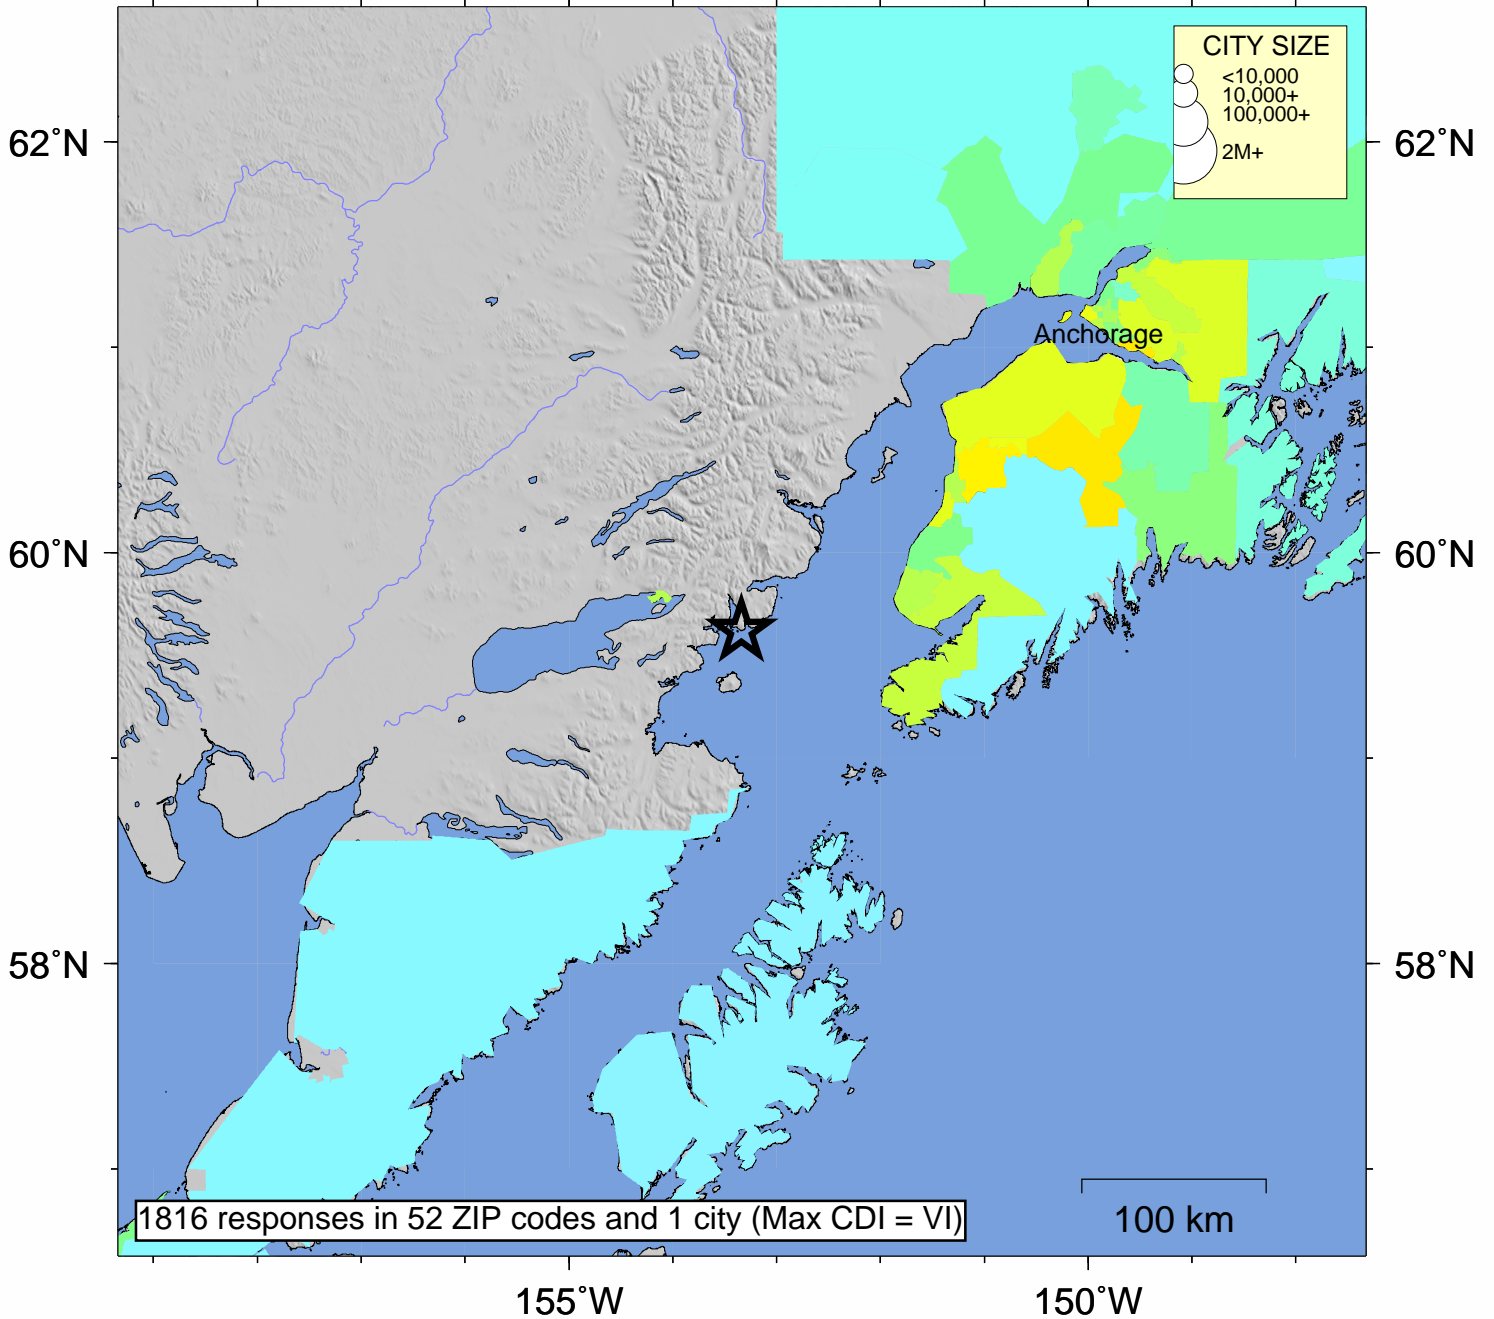 CITY SIZE
<10,000
10,000+
100,000+
2M+
62˚N
62˚N
Anchorage
60˚N
60˚N
58˚N
58˚N
1816 responses in 52 ZIP codes and 1 city (Max CDI = VI)
100 km
155˚W
150˚W